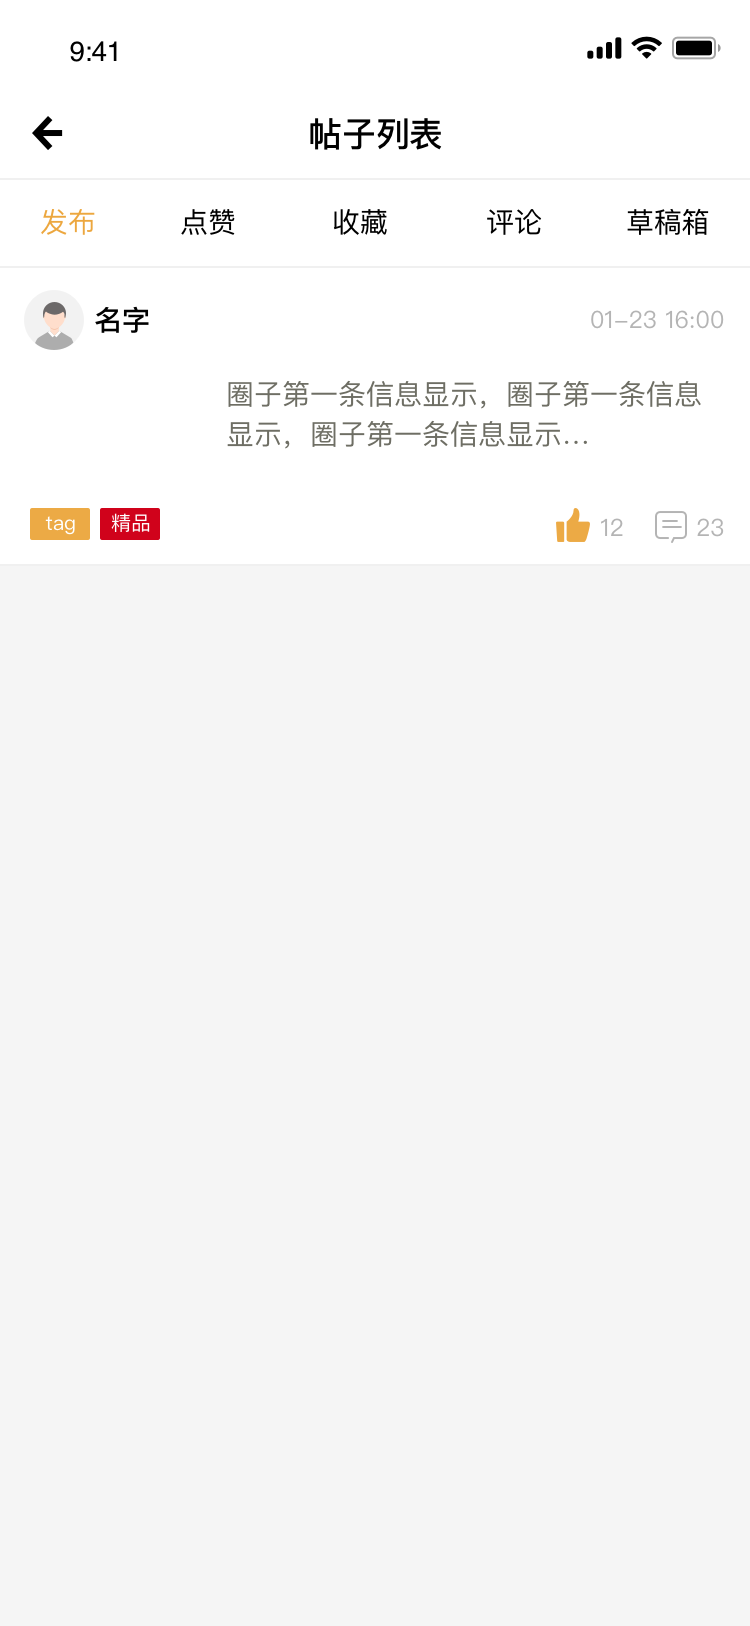 9:41
帖子列表
发布 点赞 收藏 评论 草稿箱
名字 01-23 16:00
圈子第一条信息显示，圈子第一条信息
显示，圈子第一条信息显示...
tag 精品 12 23